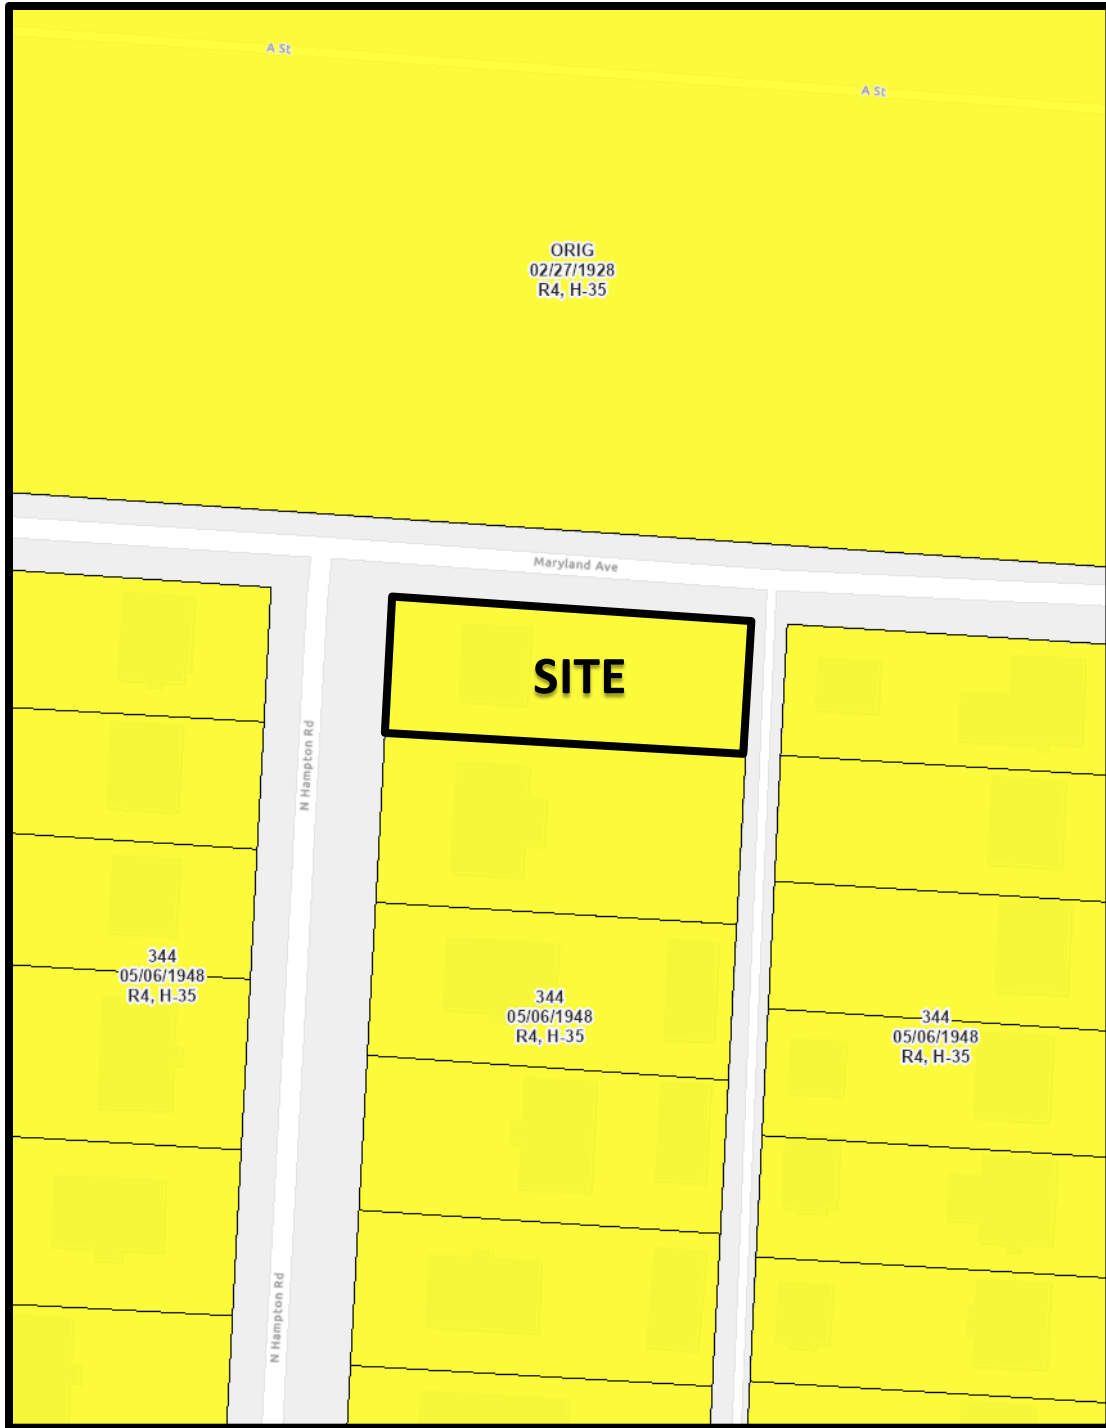 A St
A St
ORIG
02/27/1928
R4, H-35
Maryland Ave
SITE
N Hampton Rd
344
05/06/1948
R4, H-35
344
05/06/1948
R4, H-35
344
05/06/1948
R4, H-35
N Hampton Rd